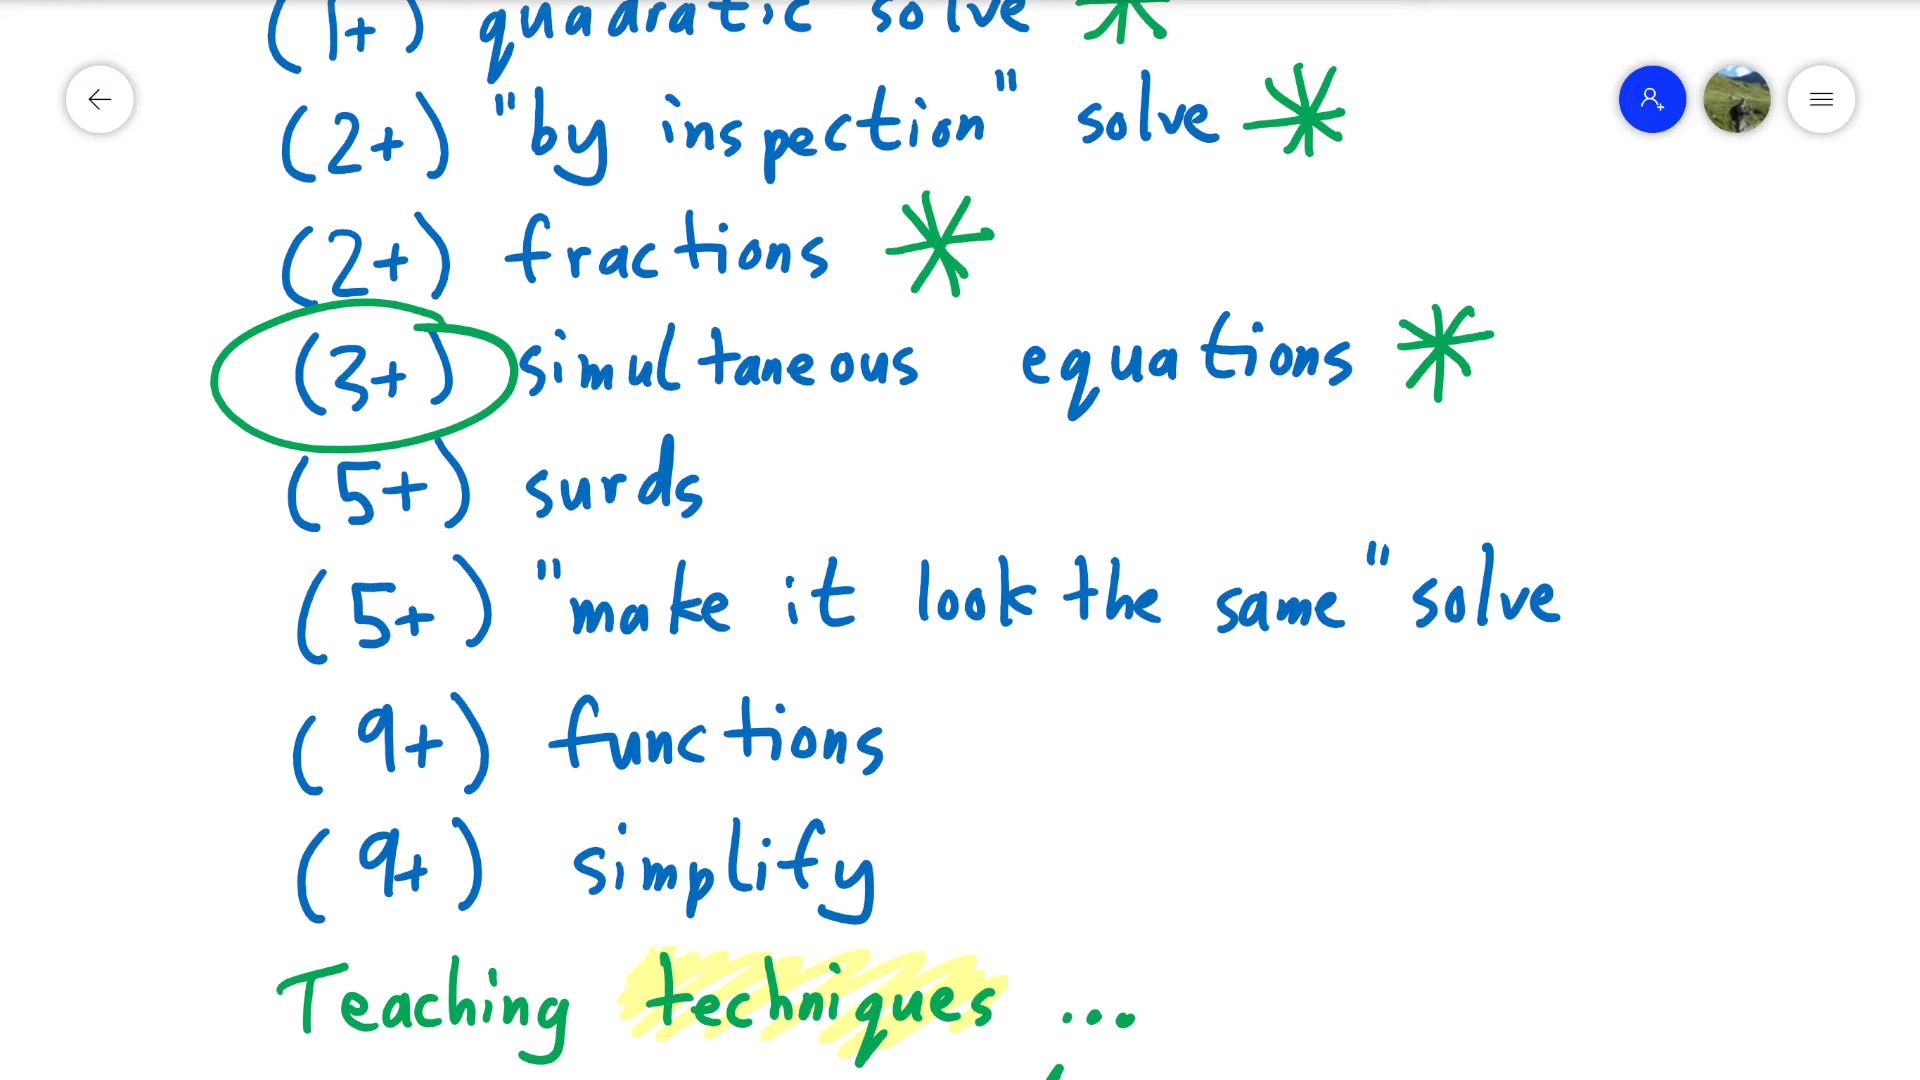 (1+) quadratic solve *
(2+) "by inspection" solve *
(2+) fractions *
(3+) simultaneous equations *
(5+) surds
(5+) "make it look the same" solve
(9+) functions
(9+) simplify
Teaching techniques ...